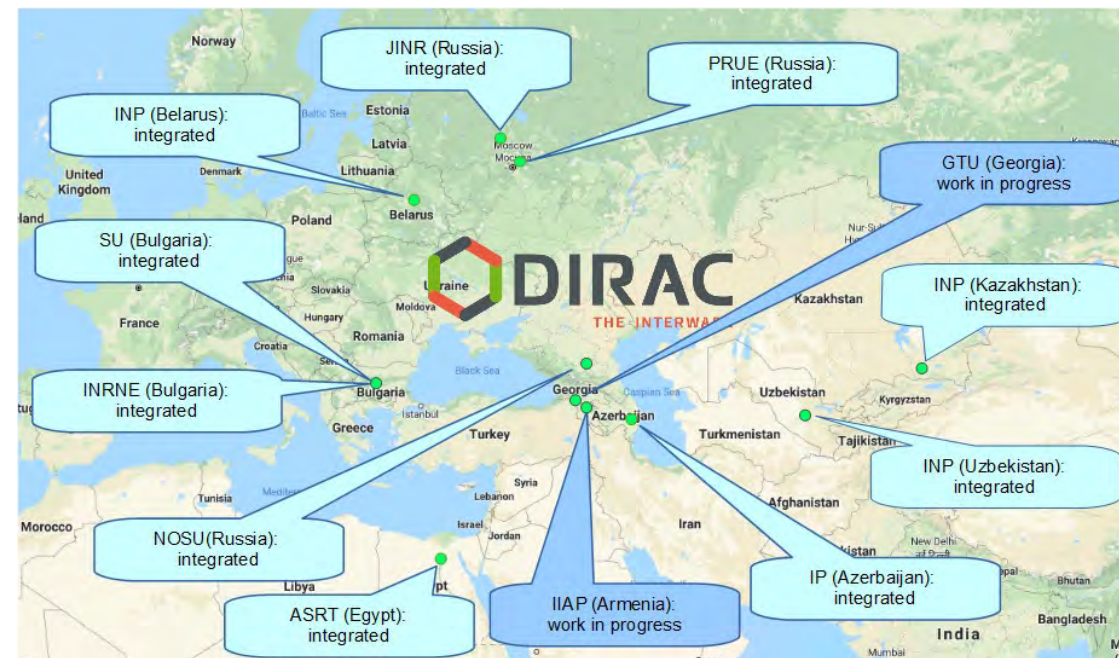 Norway
JINR (Russia):
integrated
PRUE (Russia):
integrated
INP (Belarus):
integrated
Baltic Sea
Estonia
Latvia
Lithuania
Moscow
Москва
GTU (Georgia):
work in progress
United
Kingdom
Denmark
Poland
Belarus
SU (Bulgaria):
integrated
DIRAC
THE INTERWARE
Slovakia
Moldova
Hungary
France
Croatia
Romania
Kazakhstan
INP (Kazakhstan):
integrated
INRNE (Bulgaria):
integrated
Bulgaria
Black Sea
Georgia
Caspian Sea
Uzbekistan
Kyrgyzstan
Istanbul
Greece
Turkey
Azerbaijan
Turkmenistan
Tajikistan
INP (Uzbekistan):
integrated
Tunisia
Syria
Lebanon
Afghanistan
Morocco
NOSU(Russia):
integrated
Israel
Jordan
Iran
New Delhi
IP (Azerbaijan):
integrated
Libya
ASRT (Egypt):
integrated
IIAP (Armenia):
work in progress
Bhutan
Bangladesh
India
Mumbai